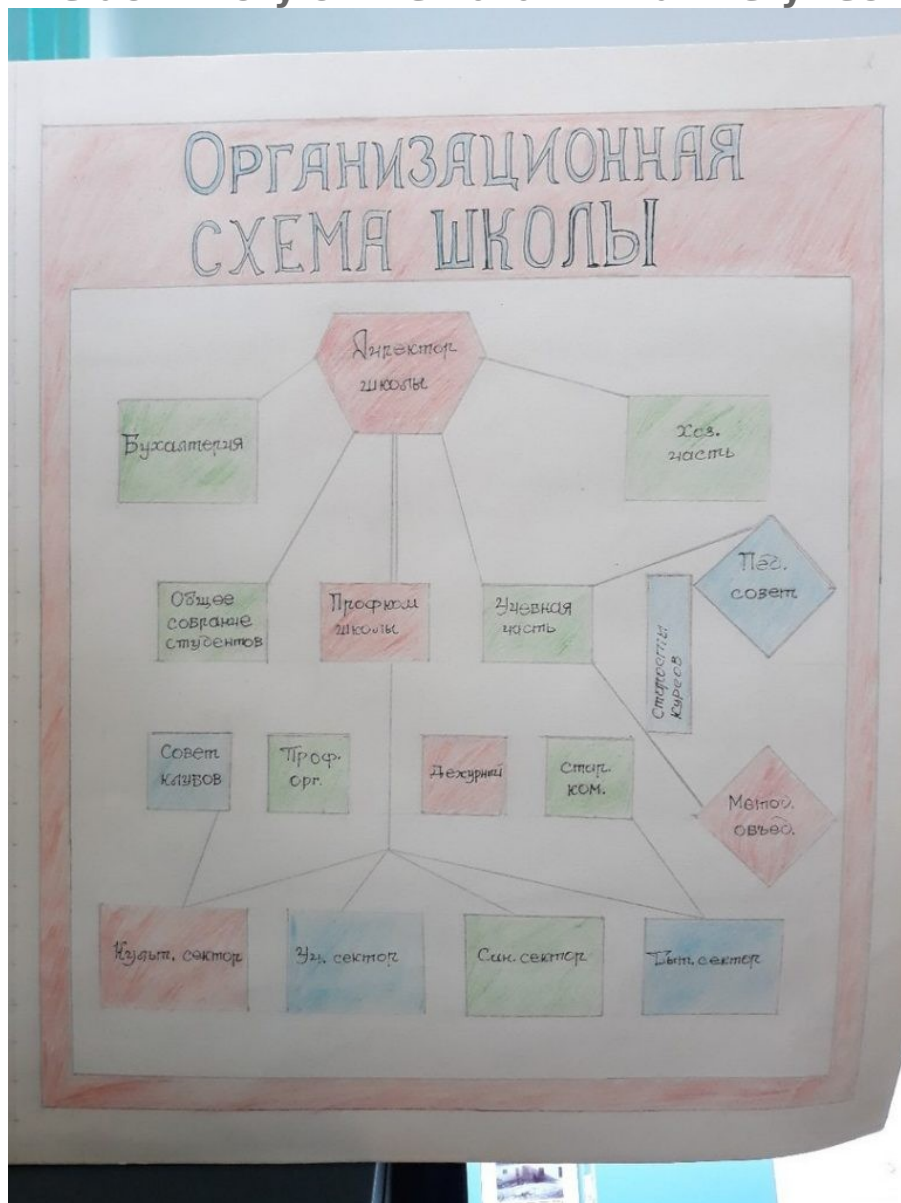 ОРГАНИЗАЦИОННАЯ
СХЕМА ШКОЛЫ
Директор
школы
Бухалтерия
Хоз.
часть
Пед.
совет
Общее
собрание
студентов
Профком
школы
Учебная
часть
Старосты
курсов
Совет
клубов
Проф.
орг.
Дежурный
Стар.
ком.
Метод.
объед.
Культ. сектор
Уч. сектор
Сан. сектор
Быт. сектор